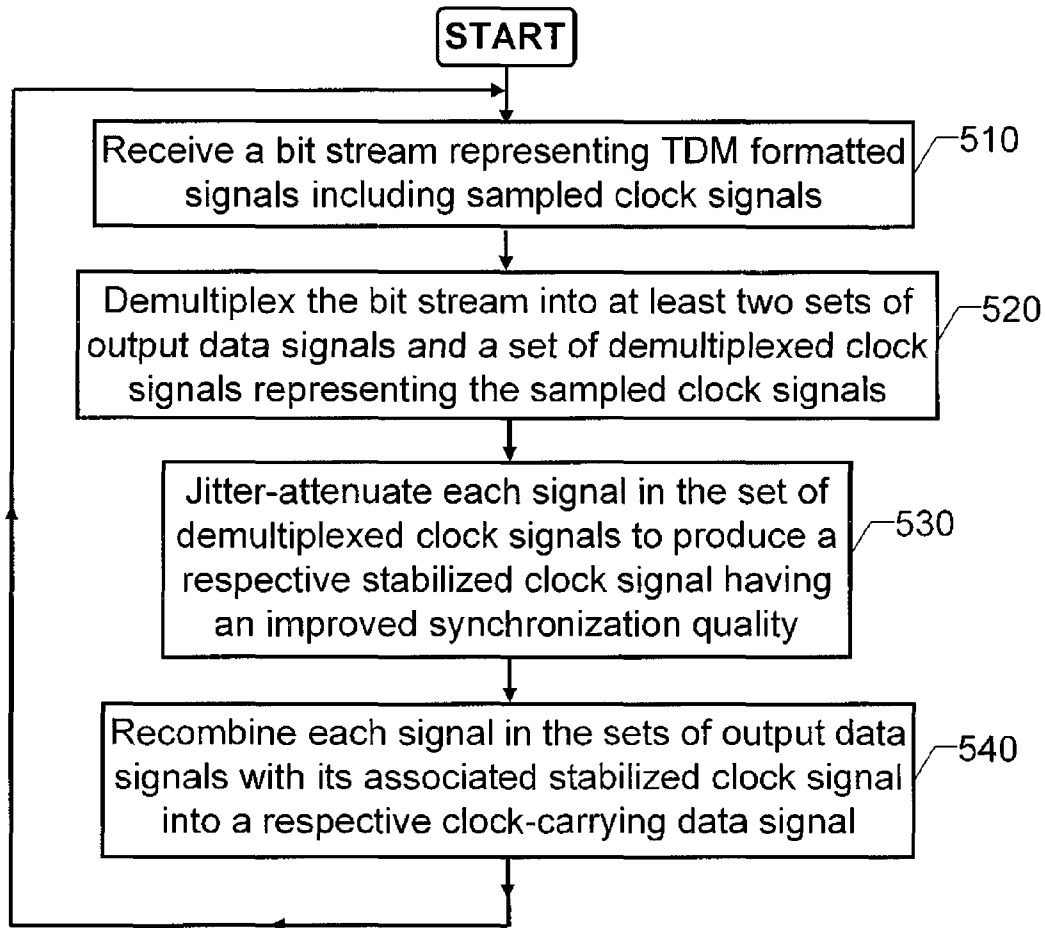 START
Receive a bit stream representing TDM formatted
signals including sampled clock signals
510
Demultiplex the bit stream into at least two sets of
output data signals and a set of demultiplexed clock
signals representing the sampled clock signals
520
Jitter-attenuate each signal in the set of
demultiplexed clock signals to produce a
respective stabilized clock signal having
an improved synchronization quality
530
Recombine each signal in the sets of output data
signals with its associated stabilized clock signal
into a respective clock-carrying data signal
540